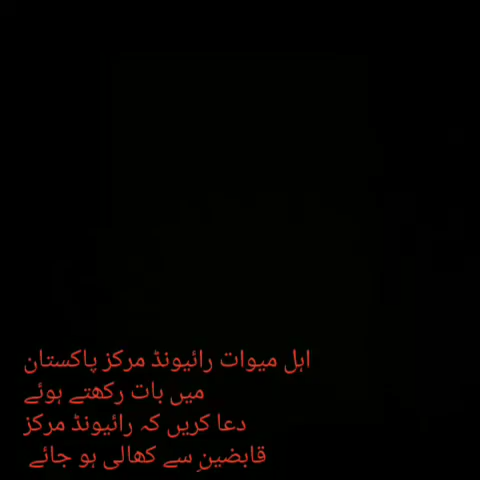 اہل میوات رائیونڈ مرکز پاکستان
میں بات رکھتے ہوئے
دعا کریں کہ رائیونڈ مرکز
قابضین سے کھالی ہو جائے